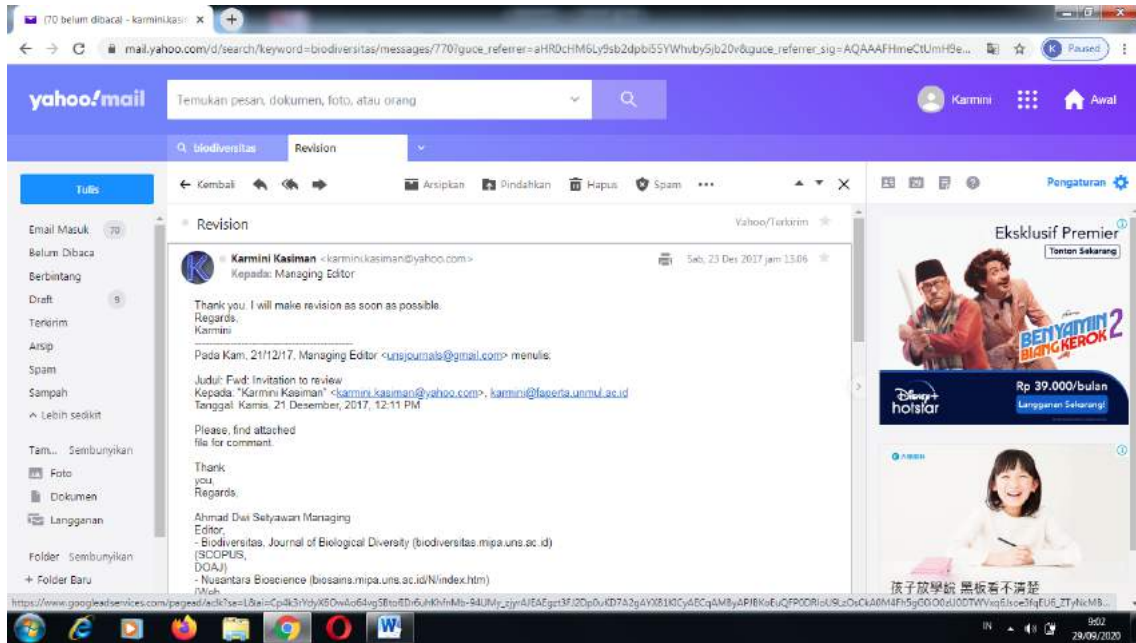 (70 belum dibaca) - karmini.kasi
mail.yahoo.com/d/search/keyword=biodiversitas/messages/770?guce_referrer=
Paused
yahoo!mail
Temukan pesan, dokumen, foto, atau orang
Karmini
Awal
biodiversitas
Revision
Tulis
Kembali
Arsipkan
Pindahkan
Hapus
Spam
Pengaturan
Email Masuk 70
Belum Dibaca
Berbintang
Draft 9
Terkirim
Arsip
Spam
Sampah
Lebih sedikit
Tam... Sembunyikan
Foto
Dokumen
Langganan
Folder Sembunyikan
+ Folder Baru
Revision
Yahoo/Terkirim
Karmini Kasiman <karmini.kasiman@yahoo.com>
Sab, 23 Des 2017 jam 13.06
Kepada: Managing Editor
Thank you. I will make revision as soon as possible.
Regards,
Karmini
Pada Kam, 21/12/17, Managing Editor <unsjournals@gmail.com> menulis:
Judul: Fwd: Invitation to review
Kepada: "Karmini Kasiman" <karmini.kasiman@yahoo.com>, karmini@faperta.unmul.ac.id
Tanggal: Kamis, 21 Desember, 2017, 12:11 PM
Please, find attached
file for comment.
Thank
you,
Regards,
Ahmad Dwi Setyawan Managing
Editor,
- Biodiversitas, Journal of Biological Diversity (biodiversitas.mipa.uns.ac.id)
(SCOPUS,
DOAJ)
- Nusantara Bioscience (biosains.mipa.uns.ac.id/N/index.htm)
(Web
Eksklusif Premier
Tonton Sekarang
BENYAMIN
BIANG KEROK 2
Disney+
hotstar
Rp 39.000/bulan
Langganan Sekarang!
孩子放學說 黑板看不清楚
IN
9:02
29/09/2020